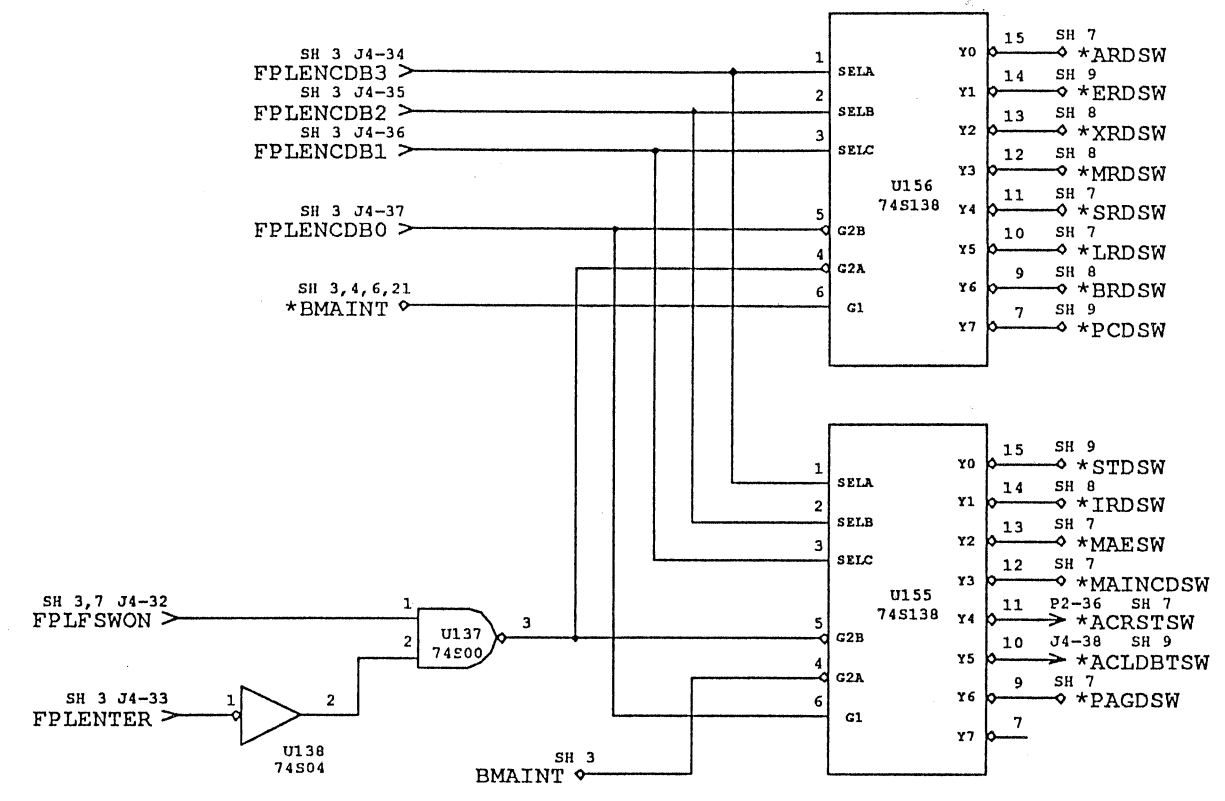 SH 3 J4-34
FPLENCDB3
SH 3 J4-35
FPLENCDB2
SH 3 J4-36
FPLENCDB1
SH 3 J4-37
FPLENCDB0
SH 3,4,6,21
*BMAINT
1 SELA
2 SELB
3 SELC
5 G2B
4 G2A
6 G1
U156
74S138
Y0 15 SH 7 *ARDSW
Y1 14 SH 9 *ERDSW
Y2 13 SH 8 *XRDSW
Y3 12 SH 8 *MRDSW
Y4 11 SH 7 *SRDSW
Y5 10 SH 7 *LRDSW
Y6 9 SH 8 *BRDSW
Y7 7 SH 9 *PCDSW
1 SELA
2 SELB
3 SELC
5 G2B
4 G2A
6 G1
U155
74S138
Y0 15 SH 9 *STDSW
Y1 14 SH 8 *IRDSW
Y2 13 SH 7 *MAESW
Y3 12 SH 7 *MAINCDSW
Y4 11 P2-36 SH 7 *ACRSTSW
Y5 10 J4-38 SH 9 *ACLDBTSW
Y6 9 SH 7 *PAGDSW
Y7 7
SH 3,7 J4-32
FPLFSWON
1
2
U137
74S00
3
SH 3 J4-33
FPLENTER
1
2
U138
74S04
SH 3
BMAINT